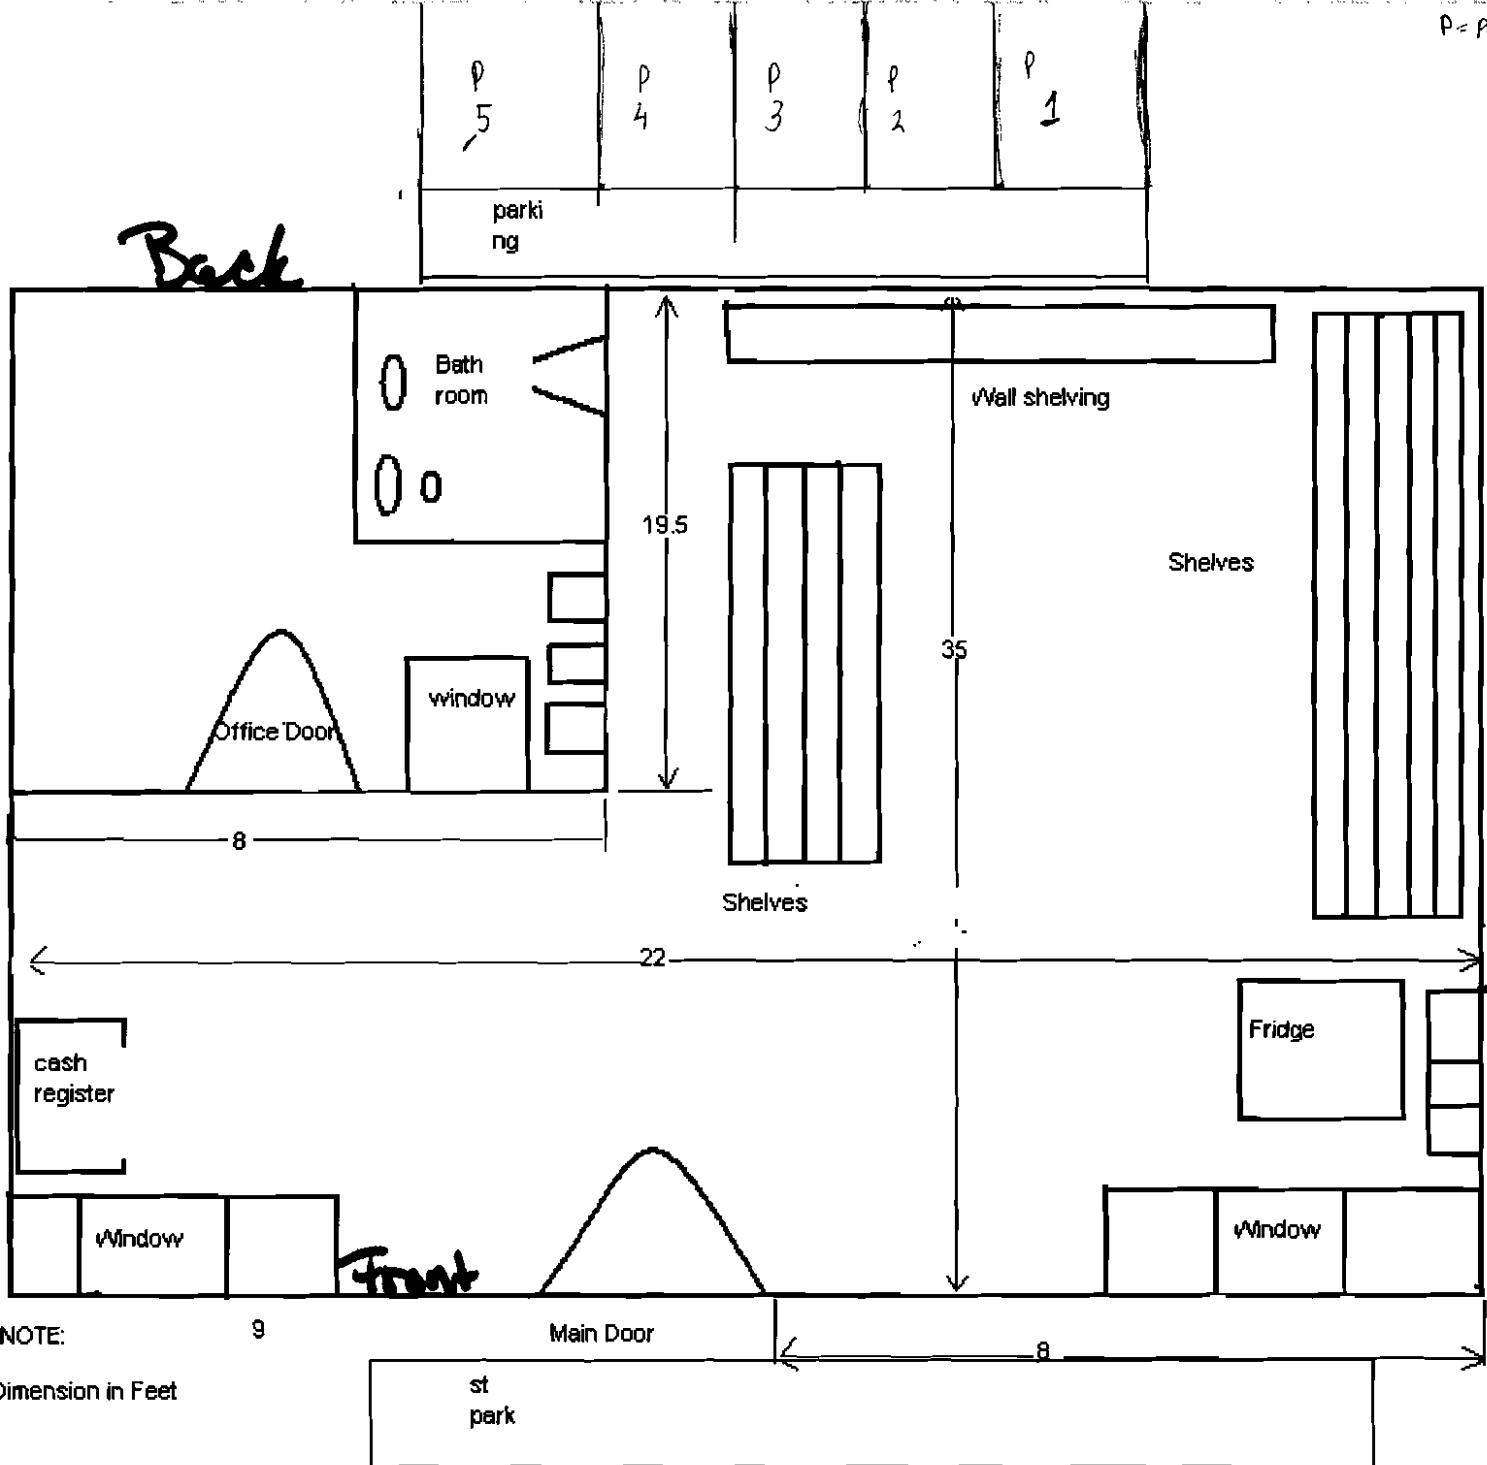 P = P
P
5
P
4
P
3
P
2
P
1
parki
ng
Back
Bath
room
Wall shelving
19.5
Shelves
35
window
Office Door
8
Shelves
22
Fridge
cash
register
Window
Window
Front
NOTE:
9
Main Door
8
Dimension in Feet
st
park